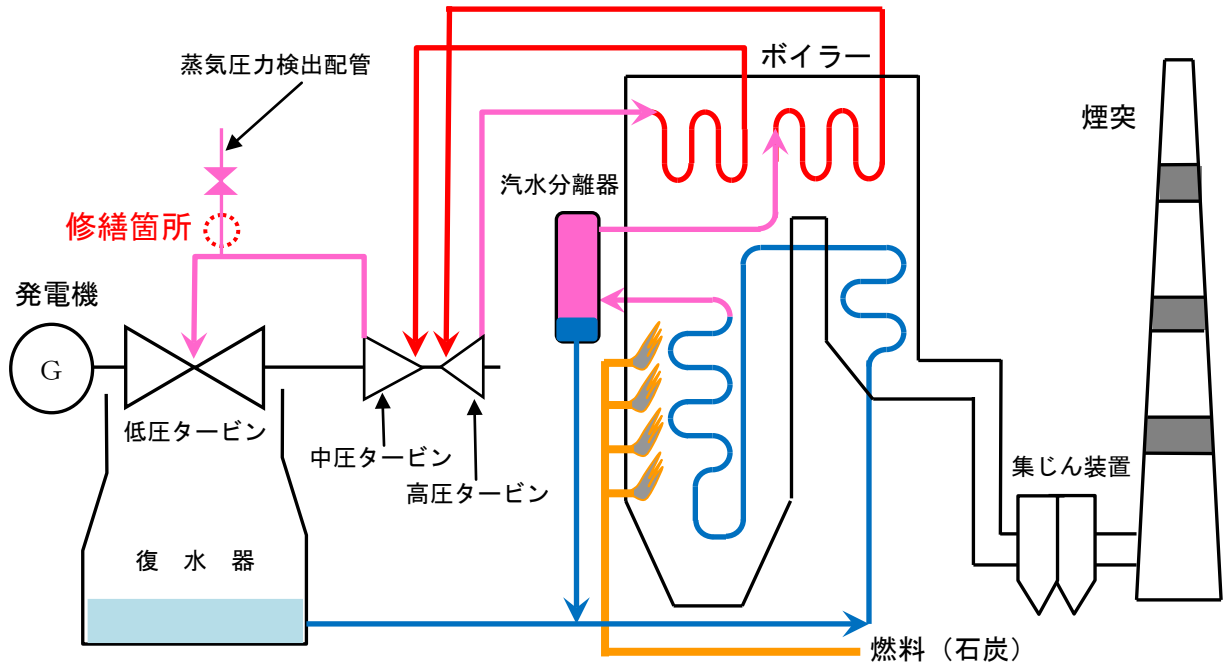 ボイラー
蒸気圧力検出配管
煙突
汽水分離器
修繕箇所
発電機
G
低圧タービン
中圧タービン
高圧タービン
集じん装置
復 水 器
燃料（石炭）